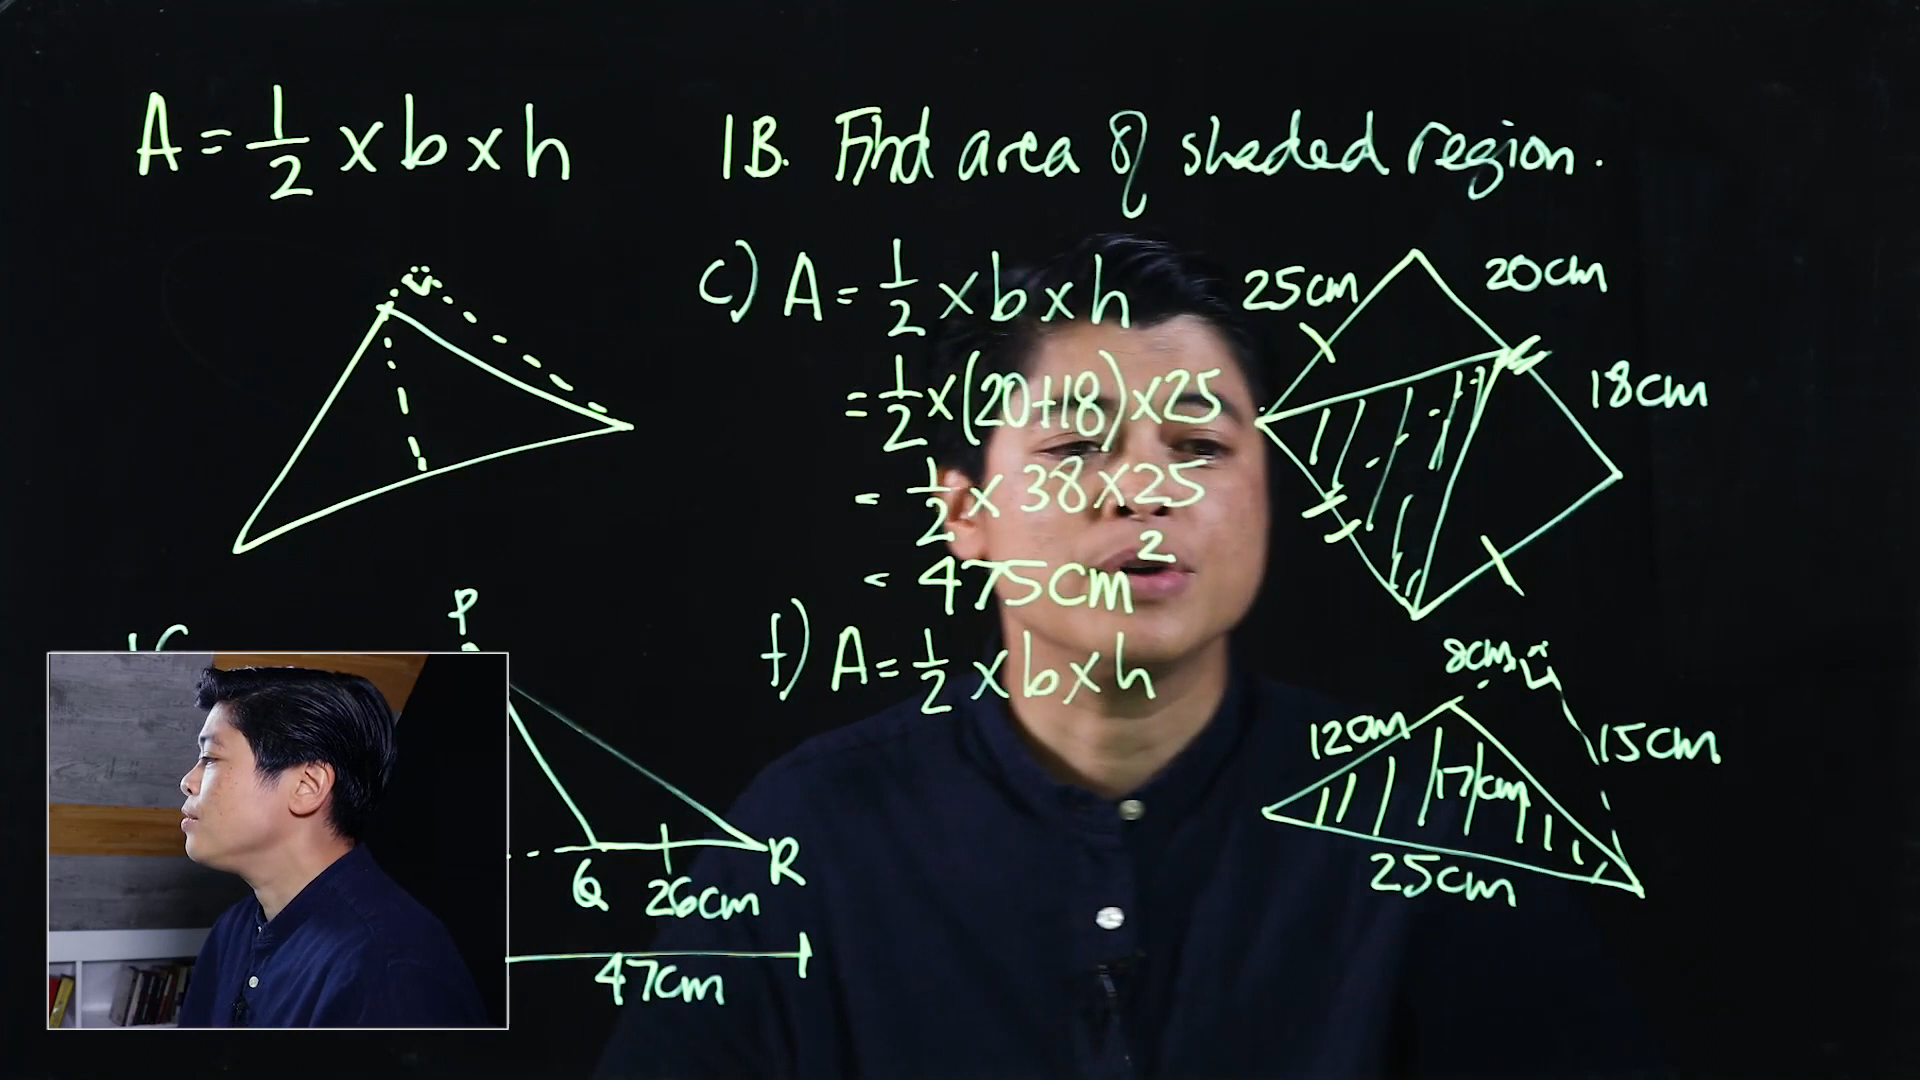 A = 1/2 x b x h
1B. Find area of shaded region.
c) A = 1/2 x b x h
= 1/2 x (20+18) x 25
= 1/2 x 38 x 25
= 475cm²
25cm
20cm
18cm
f) A = 1/2 x b x h
8cm
12cm
15cm
17cm
25cm
P
Q
R
26cm
47cm